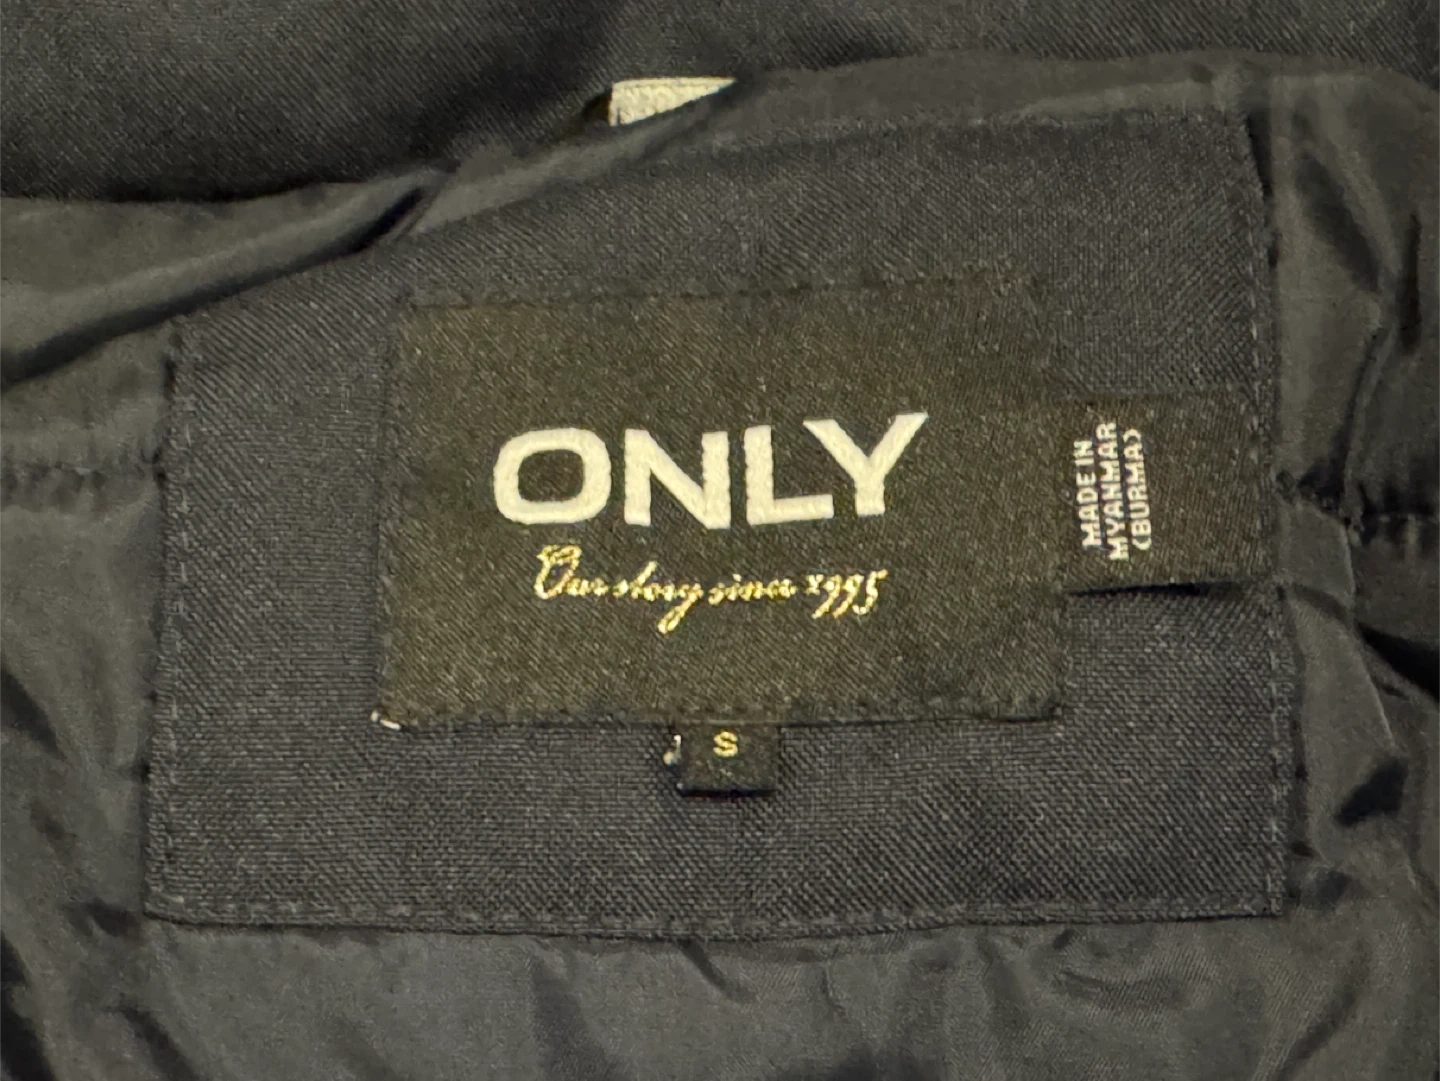 ONLY
Our story since 1995
S
MADE IN
MYANMAR
(BURMA)